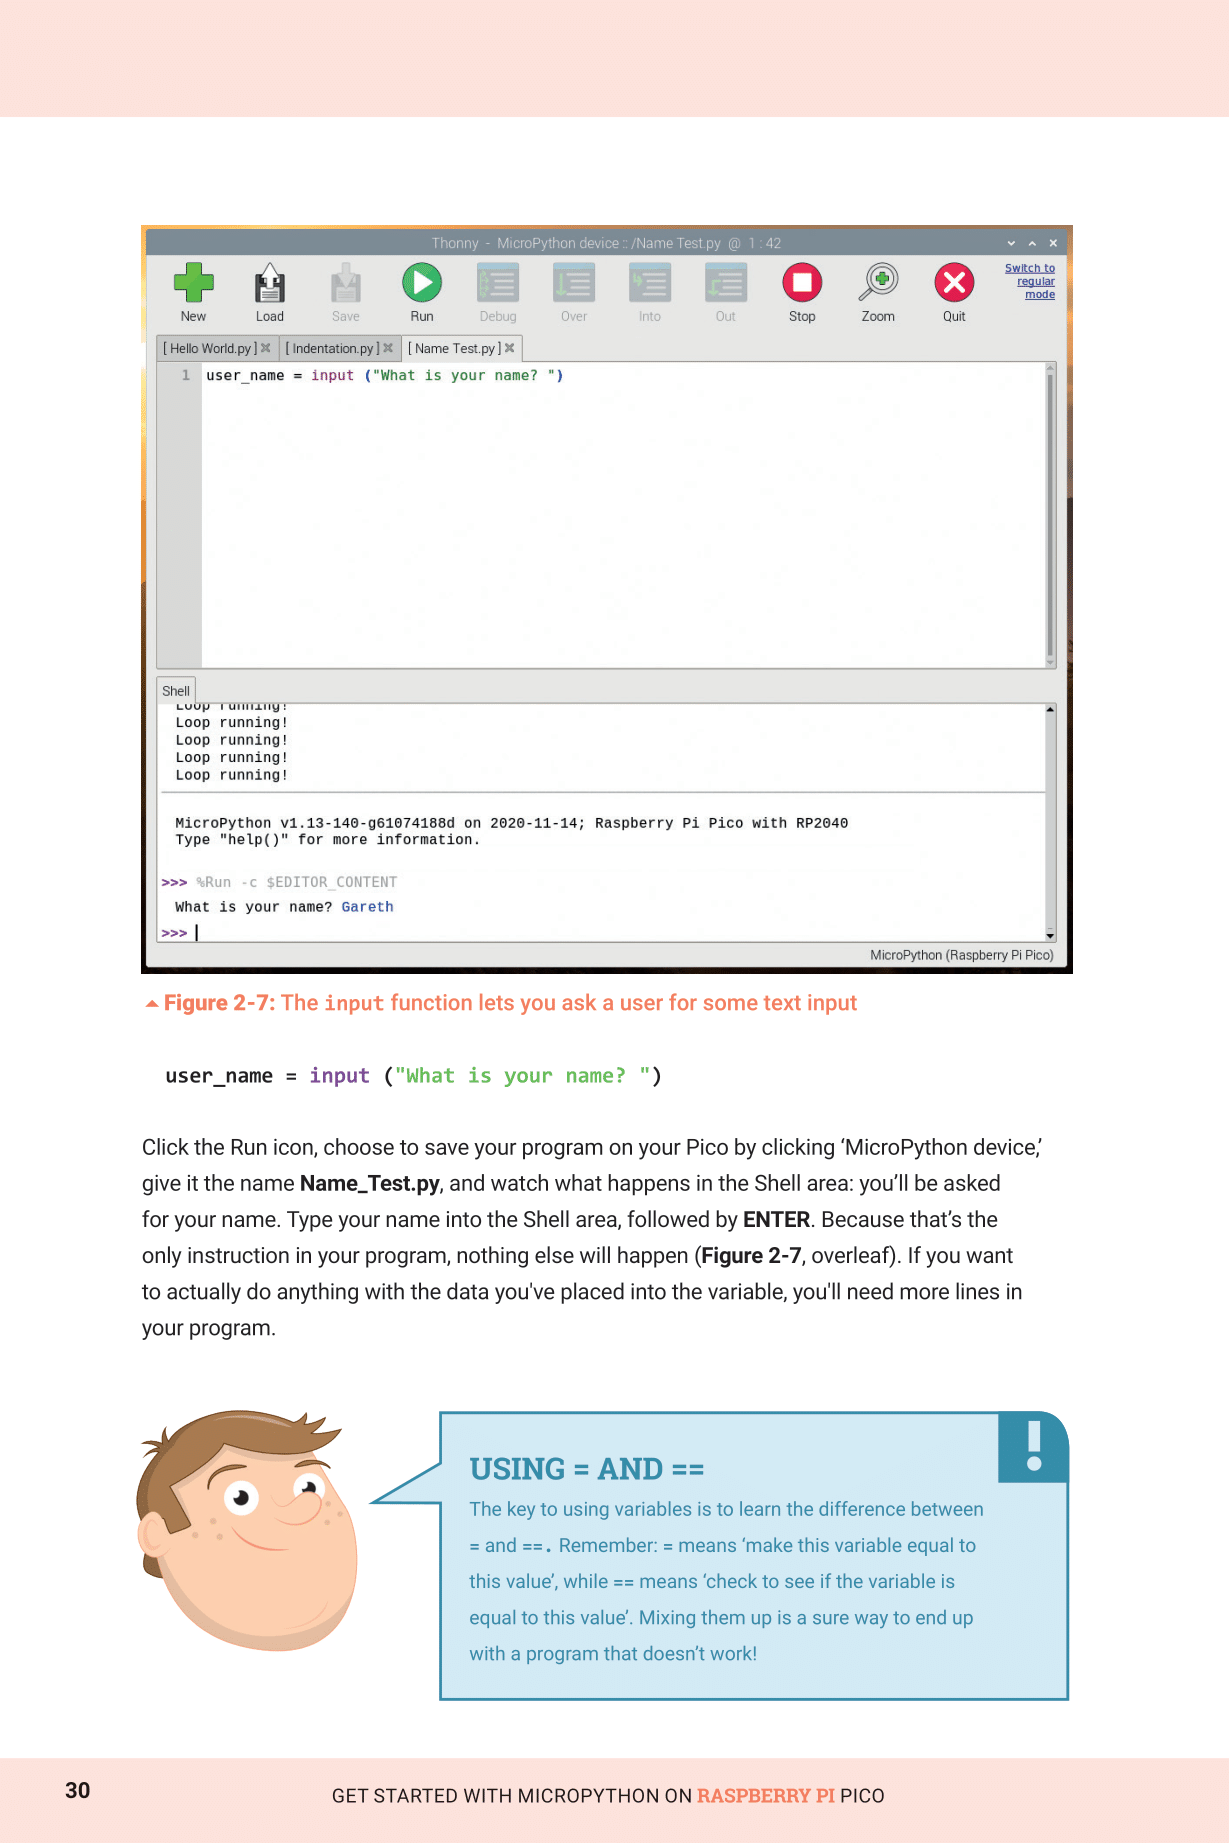 Thonny - MicroPython device :: /Name Test.py @ 1 : 42
Switch to
regular
mode
New Load Save Run Debug Over Into Out Stop Zoom Quit
[ Hello World.py ] [ Indentation.py ] [ Name Test.py ]
1 user_name = input ("What is your name? ")
Shell
Loop running!
Loop running!
Loop running!
Loop running!
Loop running!
MicroPython v1.13-140-g61074188d on 2020-11-14; Raspberry Pi Pico with RP2040
Type "help()" for more information.
>>> %Run -c $EDITOR_CONTENT
What is your name? Gareth
>>>
MicroPython (Raspberry Pi Pico)
Figure 2-7: The input function lets you ask a user for some text input
user_name = input ("What is your name? ")
Click the Run icon, choose to save your program on your Pico by clicking ‘MicroPython device,’
give it the name Name_Test.py, and watch what happens in the Shell area: you’ll be asked
for your name. Type your name into the Shell area, followed by ENTER. Because that’s the
only instruction in your program, nothing else will happen (Figure 2-7, overleaf). If you want
to actually do anything with the data you've placed into the variable, you'll need more lines in
your program.
!
USING = AND ==
The key to using variables is to learn the difference between
= and ==. Remember: = means ‘make this variable equal to
this value’, while == means ‘check to see if the variable is
equal to this value’. Mixing them up is a sure way to end up
with a program that doesn’t work!
30 GET STARTED WITH MICROPYTHON ON RASPBERRY PI PICO